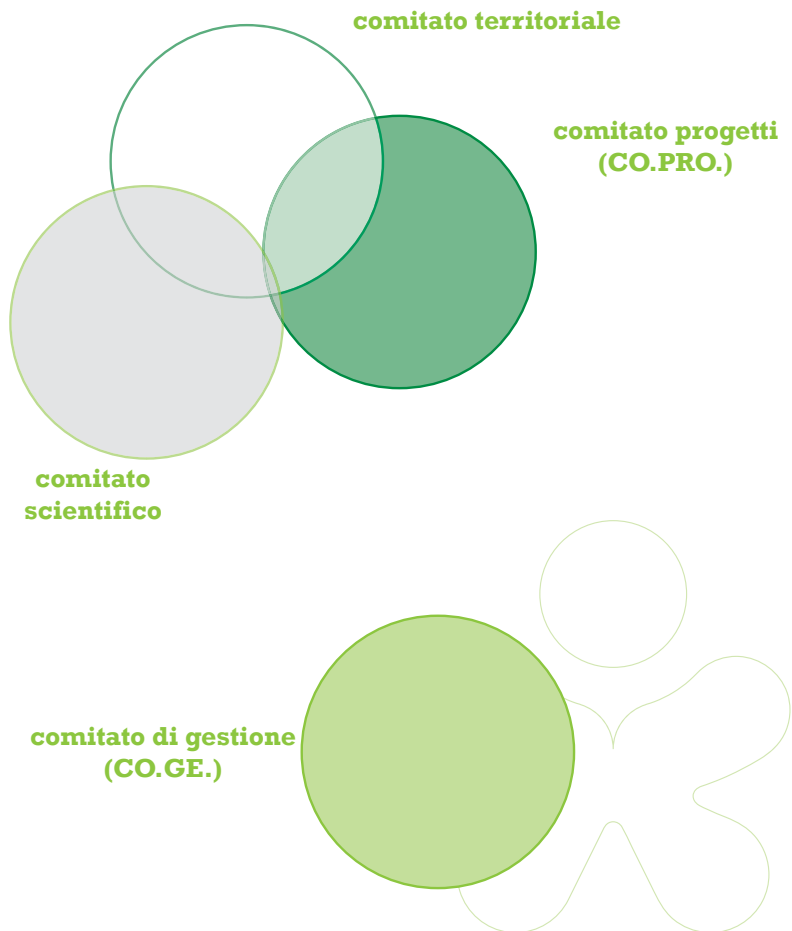 comitato territoriale
comitato progetti
(CO.PRO.)
comitato
scientifico
comitato di gestione
(CO.GE.)